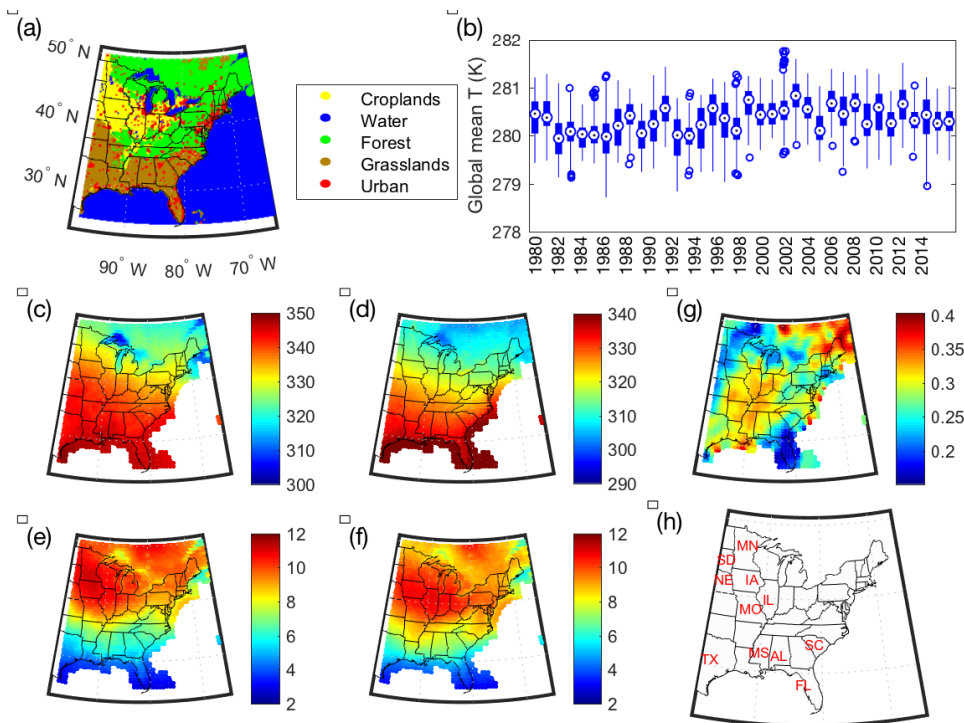 (a)
50° N
40° N
30° N
90° W
80° W
70° W
Croplands
Water
Forest
Grasslands
Urban
(b)
Global mean T (K)
282
281
280
279
278
1980
1982
1984
1986
1988
1990
1992
1994
1996
1998
2000
2002
2004
2006
2008
2010
2012
2014
(c)
350
340
330
320
310
300
(d)
340
330
320
310
300
290
(g)
0.4
0.35
0.3
0.25
0.2
(e)
12
10
8
6
4
2
(f)
12
10
8
6
4
2
(h)
MN
SD
NE
IA
IL
MO
TX
MS
AL
SC
FL